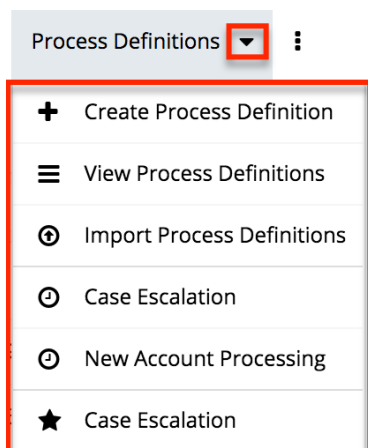 Process Definitions
Create Process Definition
View Process Definitions
Import Process Definitions
Case Escalation
New Account Processing
Case Escalation